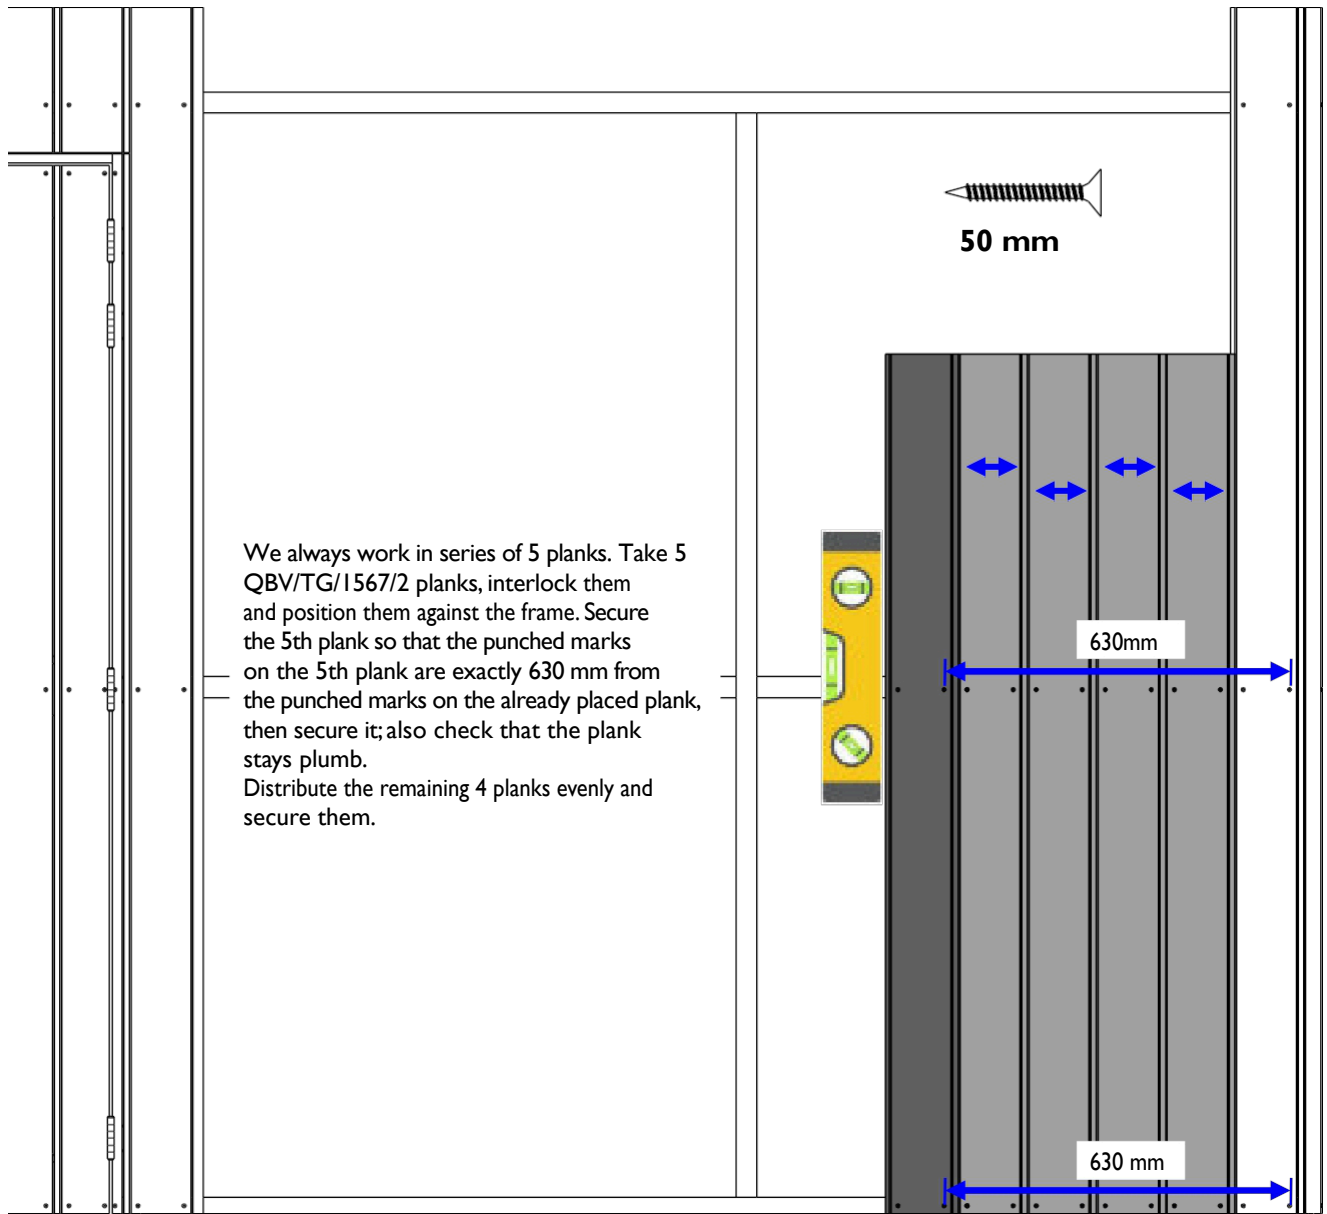 50 mm
We always work in series of 5 planks. Take 5
QBV/TG/1567/2 planks, interlock them
and position them against the frame. Secure
the 5th plank so that the punched marks
on the 5th plank are exactly 630 mm from
the punched marks on the already placed plank,
then secure it; also check that the plank
stays plumb.
Distribute the remaining 4 planks evenly and
secure them.
630mm
630 mm